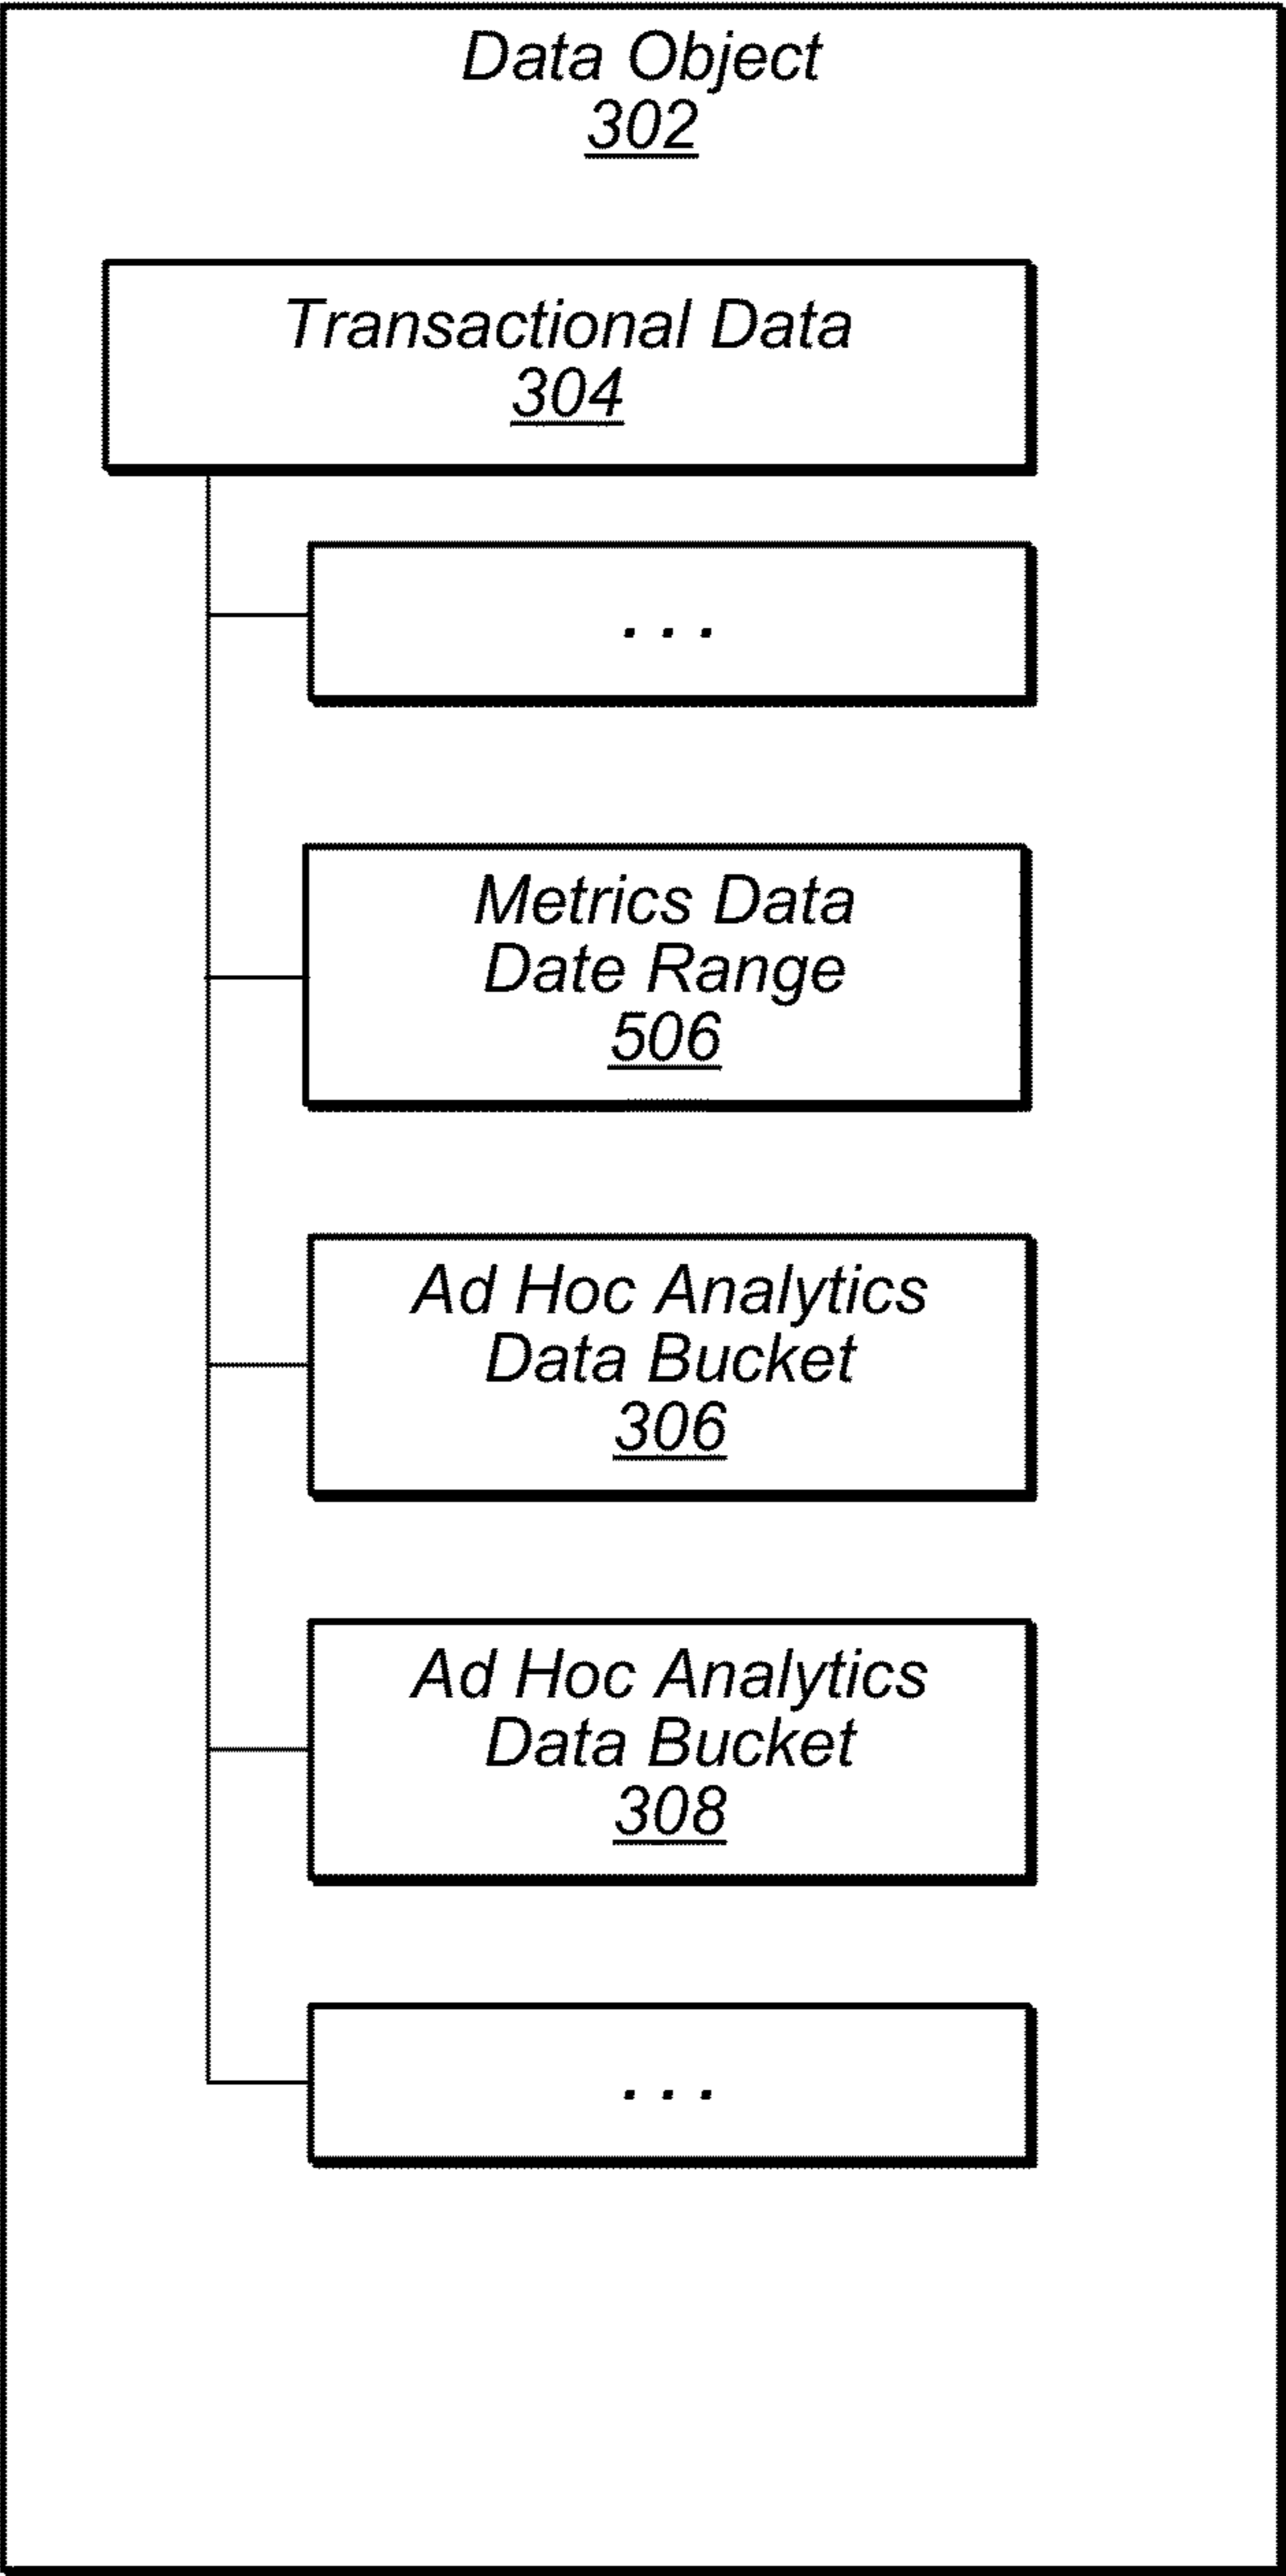 Data Object
302
Transactional Data
304
. . .
Metrics Data
Date Range
506
Ad Hoc Analytics
Data Bucket
306
Ad Hoc Analytics
Data Bucket
308
. . .